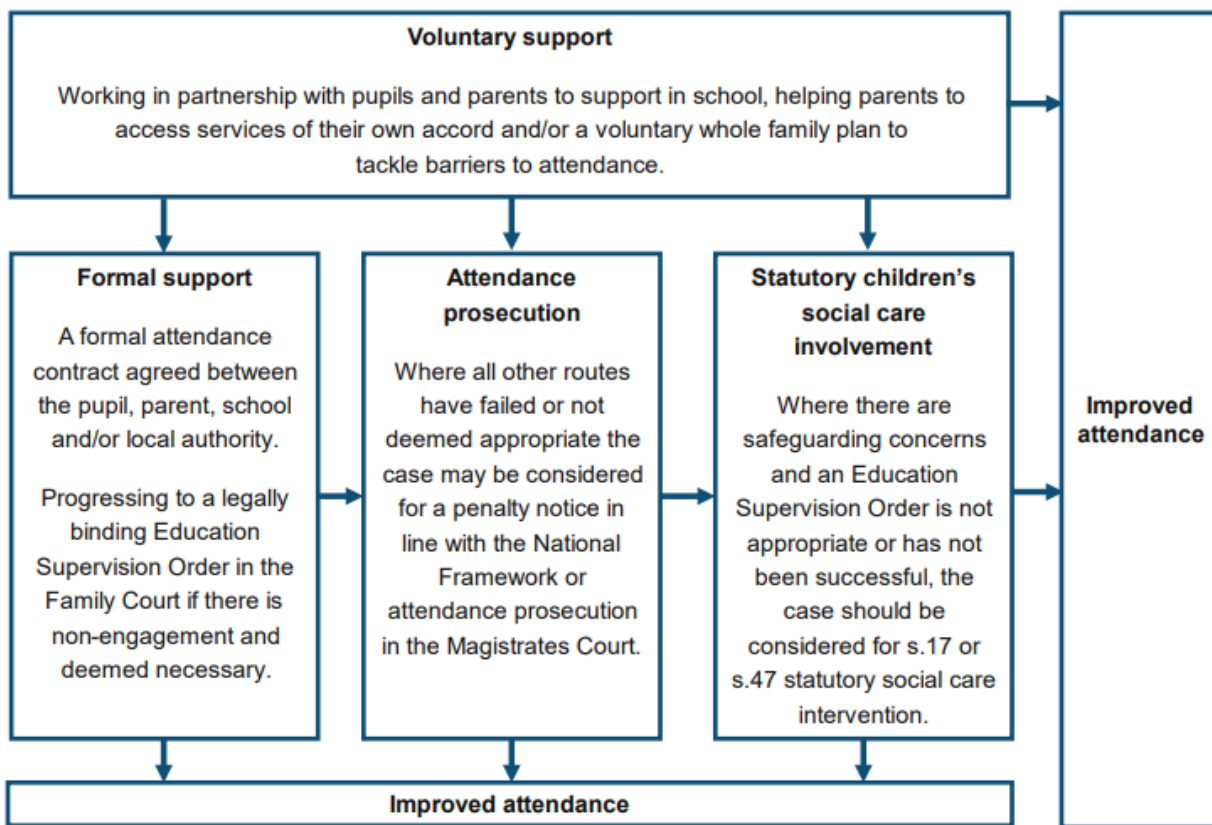 Voluntary support
Working in partnership with pupils and parents to support in school, helping parents to
access services of their own accord and/or a voluntary whole family plan to
tackle barriers to attendance.
Formal support
A formal attendance
contract agreed between
the pupil, parent, school
and/or local authority.
Progressing to a legally
binding Education
Supervision Order in the
Family Court if there is
non-engagement and
deemed necessary.
Attendance
prosecution
Where all other routes
have failed or not
deemed appropriate the
case may be considered
for a penalty notice in
line with the National
Framework or
attendance prosecution
in the Magistrates Court.
Statutory children’s
social care
involvement
Where there are
safeguarding concerns
and an Education
Supervision Order is not
appropriate or has not
been successful, the
case should be
considered for s.17 or
s.47 statutory social care
intervention.
Improved
attendance
Improved attendance